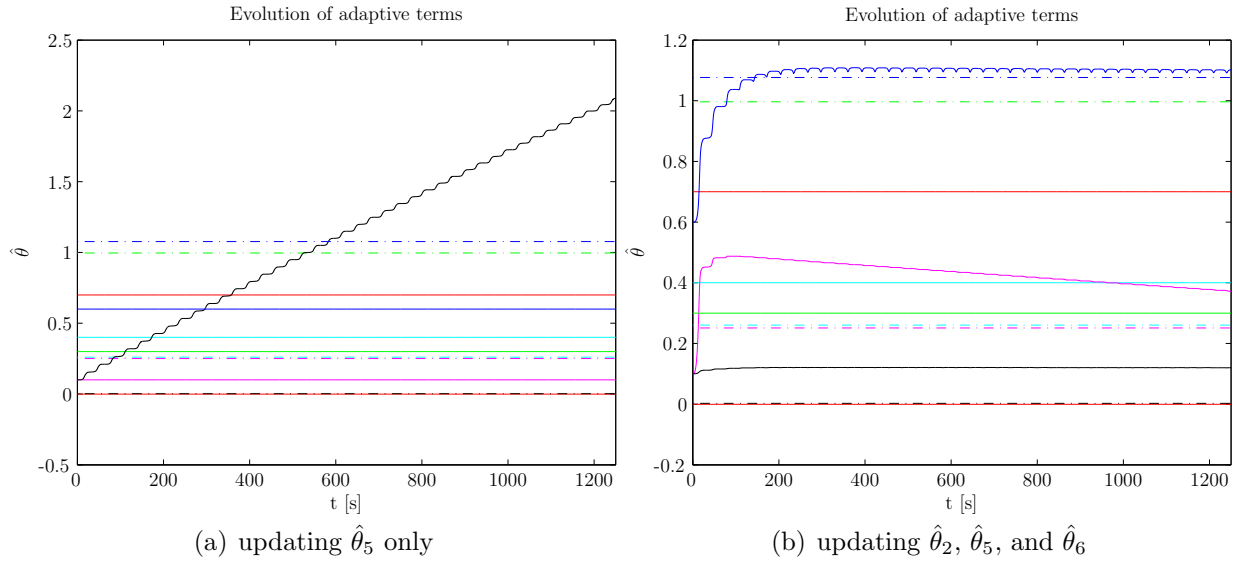 Evolution of adaptive terms
2.5
2
1.5
1
0.5
0
-0.5
θ̂
0 200 400 600 800 1000 1200
t [s]
(a) updating θ̂₅ only
Evolution of adaptive terms
1.2
1
0.8
0.6
0.4
0.2
0
-0.2
θ̂
0 200 400 600 800 1000 1200
t [s]
(b) updating θ̂₂, θ̂₅, and θ̂₆